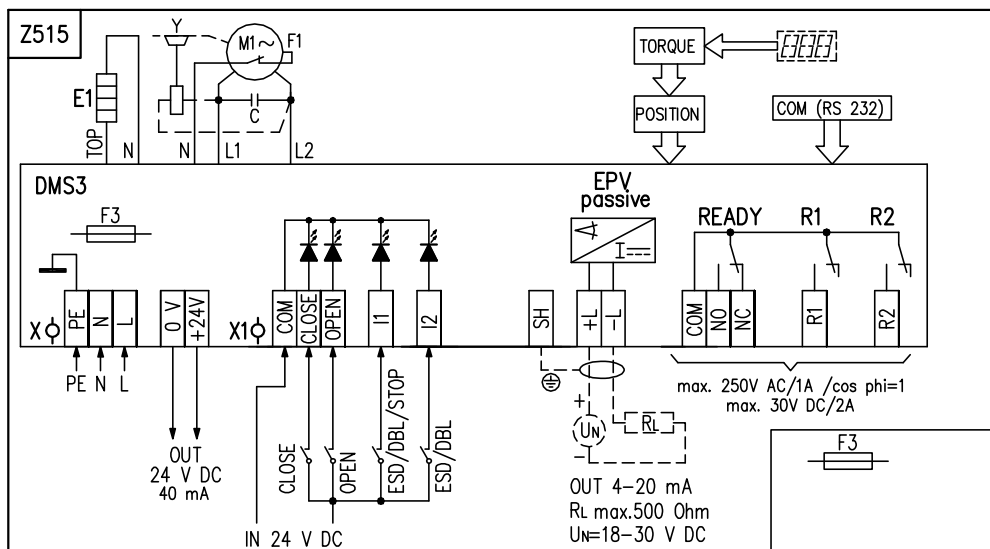 Z515
Y
M1~
F1
E1
C
TOP
N
N
L1
L2
TORQUE
POSITION
COM (RS 232)
DMS3
F3
EPV
passive
READY
R1
R2
X
PE
N
L
0 V
+24V
X1
COM
CLOSE
OPEN
I1
I2
SH
+L
-L
COM
NO
NC
R1
R2
PE
N
L
OUT
24 V DC
40 mA
CLOSE
OPEN
ESD/DBL/STOP
ESD/DBL
IN 24 V DC
+
UN
-
RL
OUT 4-20 mA
RL max.500 Ohm
UN=18-30 V DC
max. 250V AC/1A /cos phi=1
max. 30V DC/2A
F3